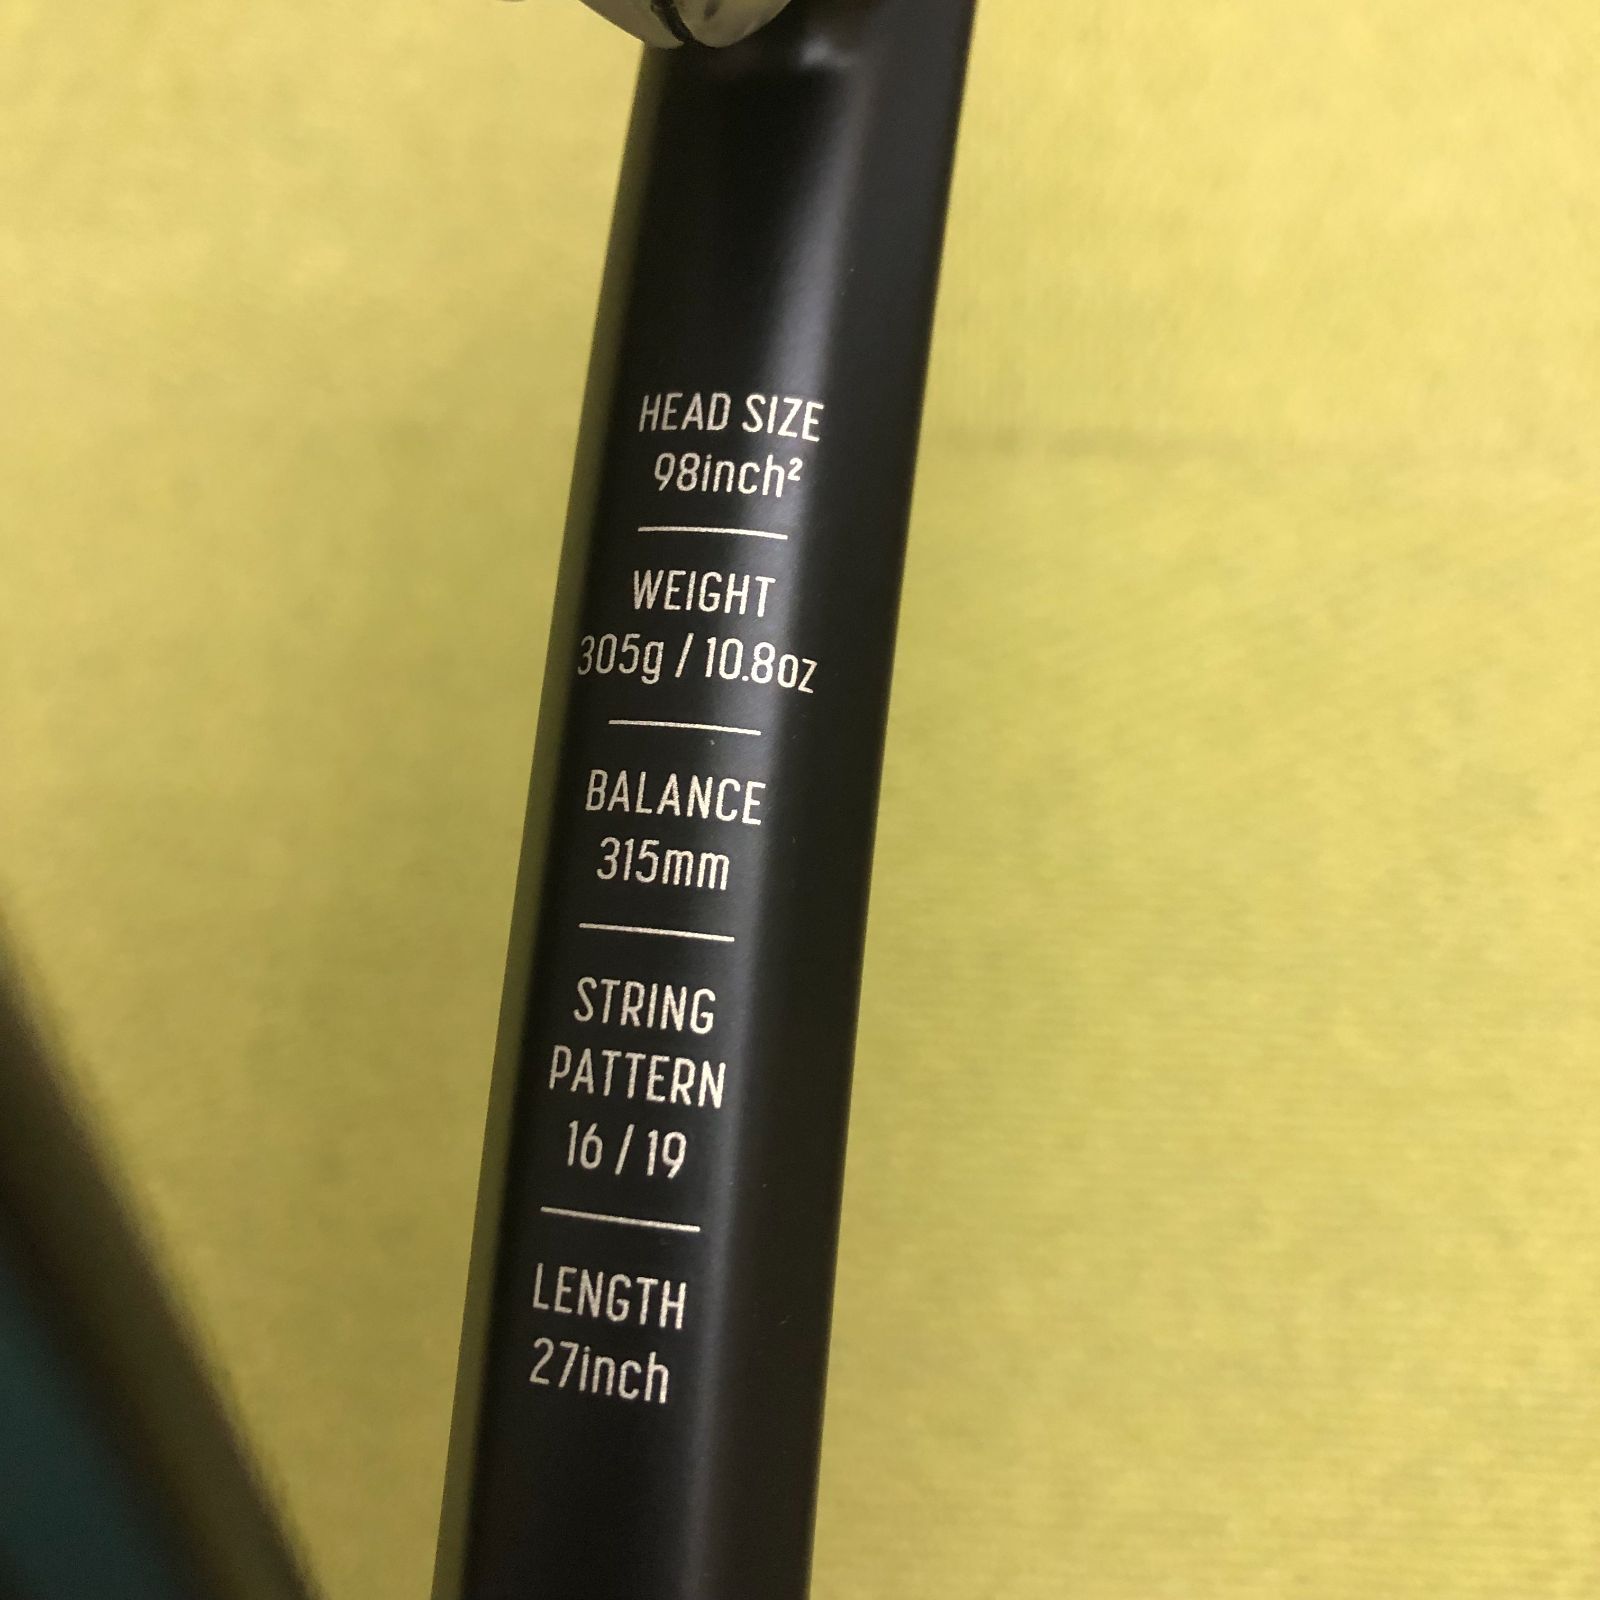 HEAD SIZE
98inch²
WEIGHT
305g / 10.8oz
BALANCE
315mm
STRING
PATTERN
16 / 19
LENGTH
27inch